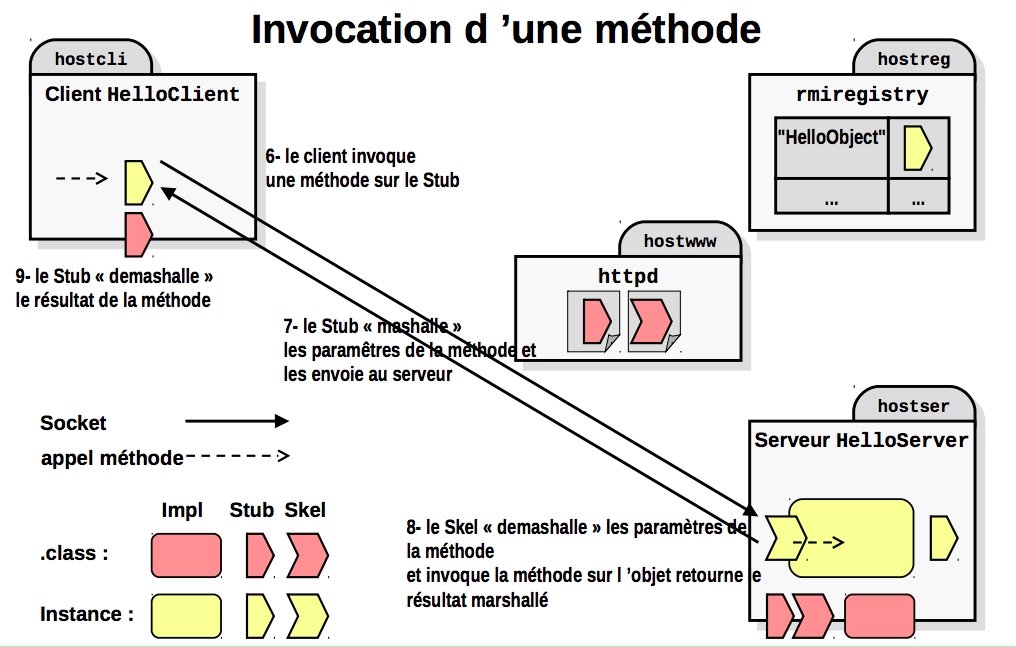 Invocation d ’une méthode
hostcli
Client HelloClient
hostreg
rmiregistry
"HelloObject"
... ...
6- le client invoque
une méthode sur le Stub
hostwww
httpd
9- le Stub « demashalle »
le résultat de la méthode
7- le Stub « mashalle »
les paramêtres de la méthode et
les envoie au serveur
hostser
Serveur HelloServer
Socket
appel méthode
Impl Stub Skel
.class :
Instance :
8- le Skel « demashalle » les paramètres de
la méthode
et invoque la méthode sur l ’objet retourne le
résultat marshallé